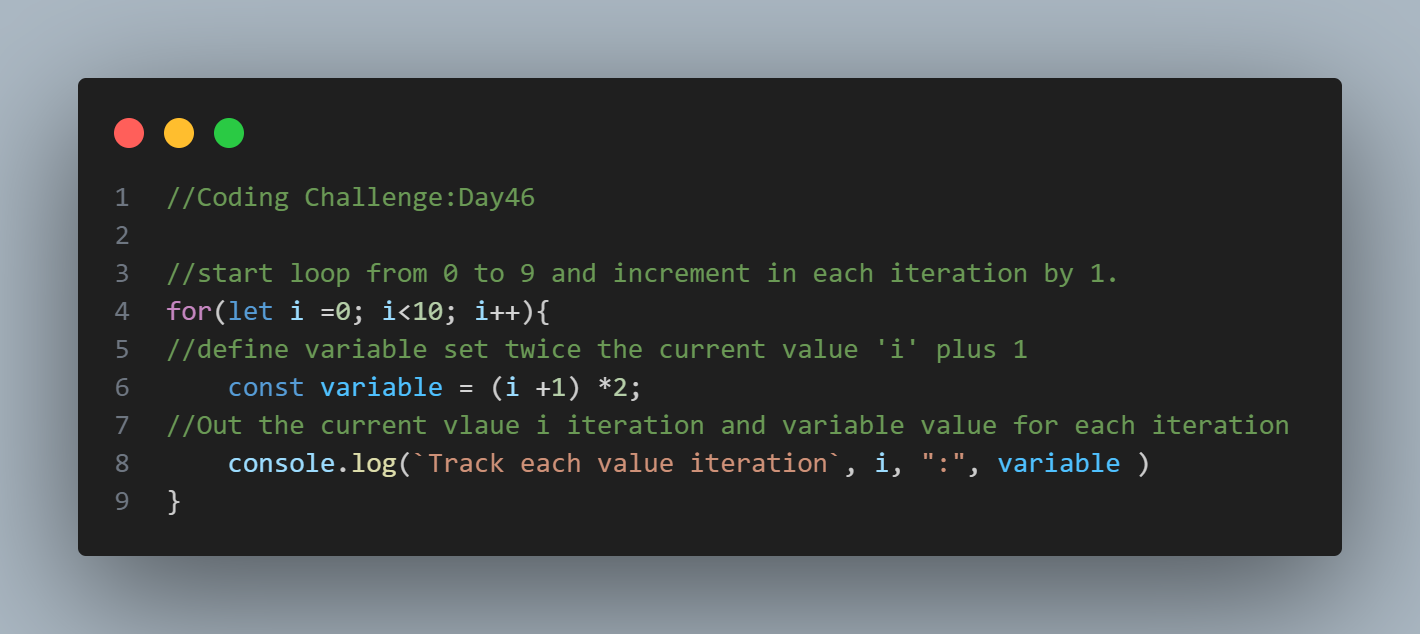 1 //Coding Challenge:Day46
2
3 //start loop from 0 to 9 and increment in each iteration by 1.
4 for(let i =0; i<10; i++){
5 //define variable set twice the current value 'i' plus 1
6     const variable = (i +1) *2;
7 //Out the current vlaue i iteration and variable value for each iteration
8     console.log(`Track each value iteration`, i, ":", variable )
9 }